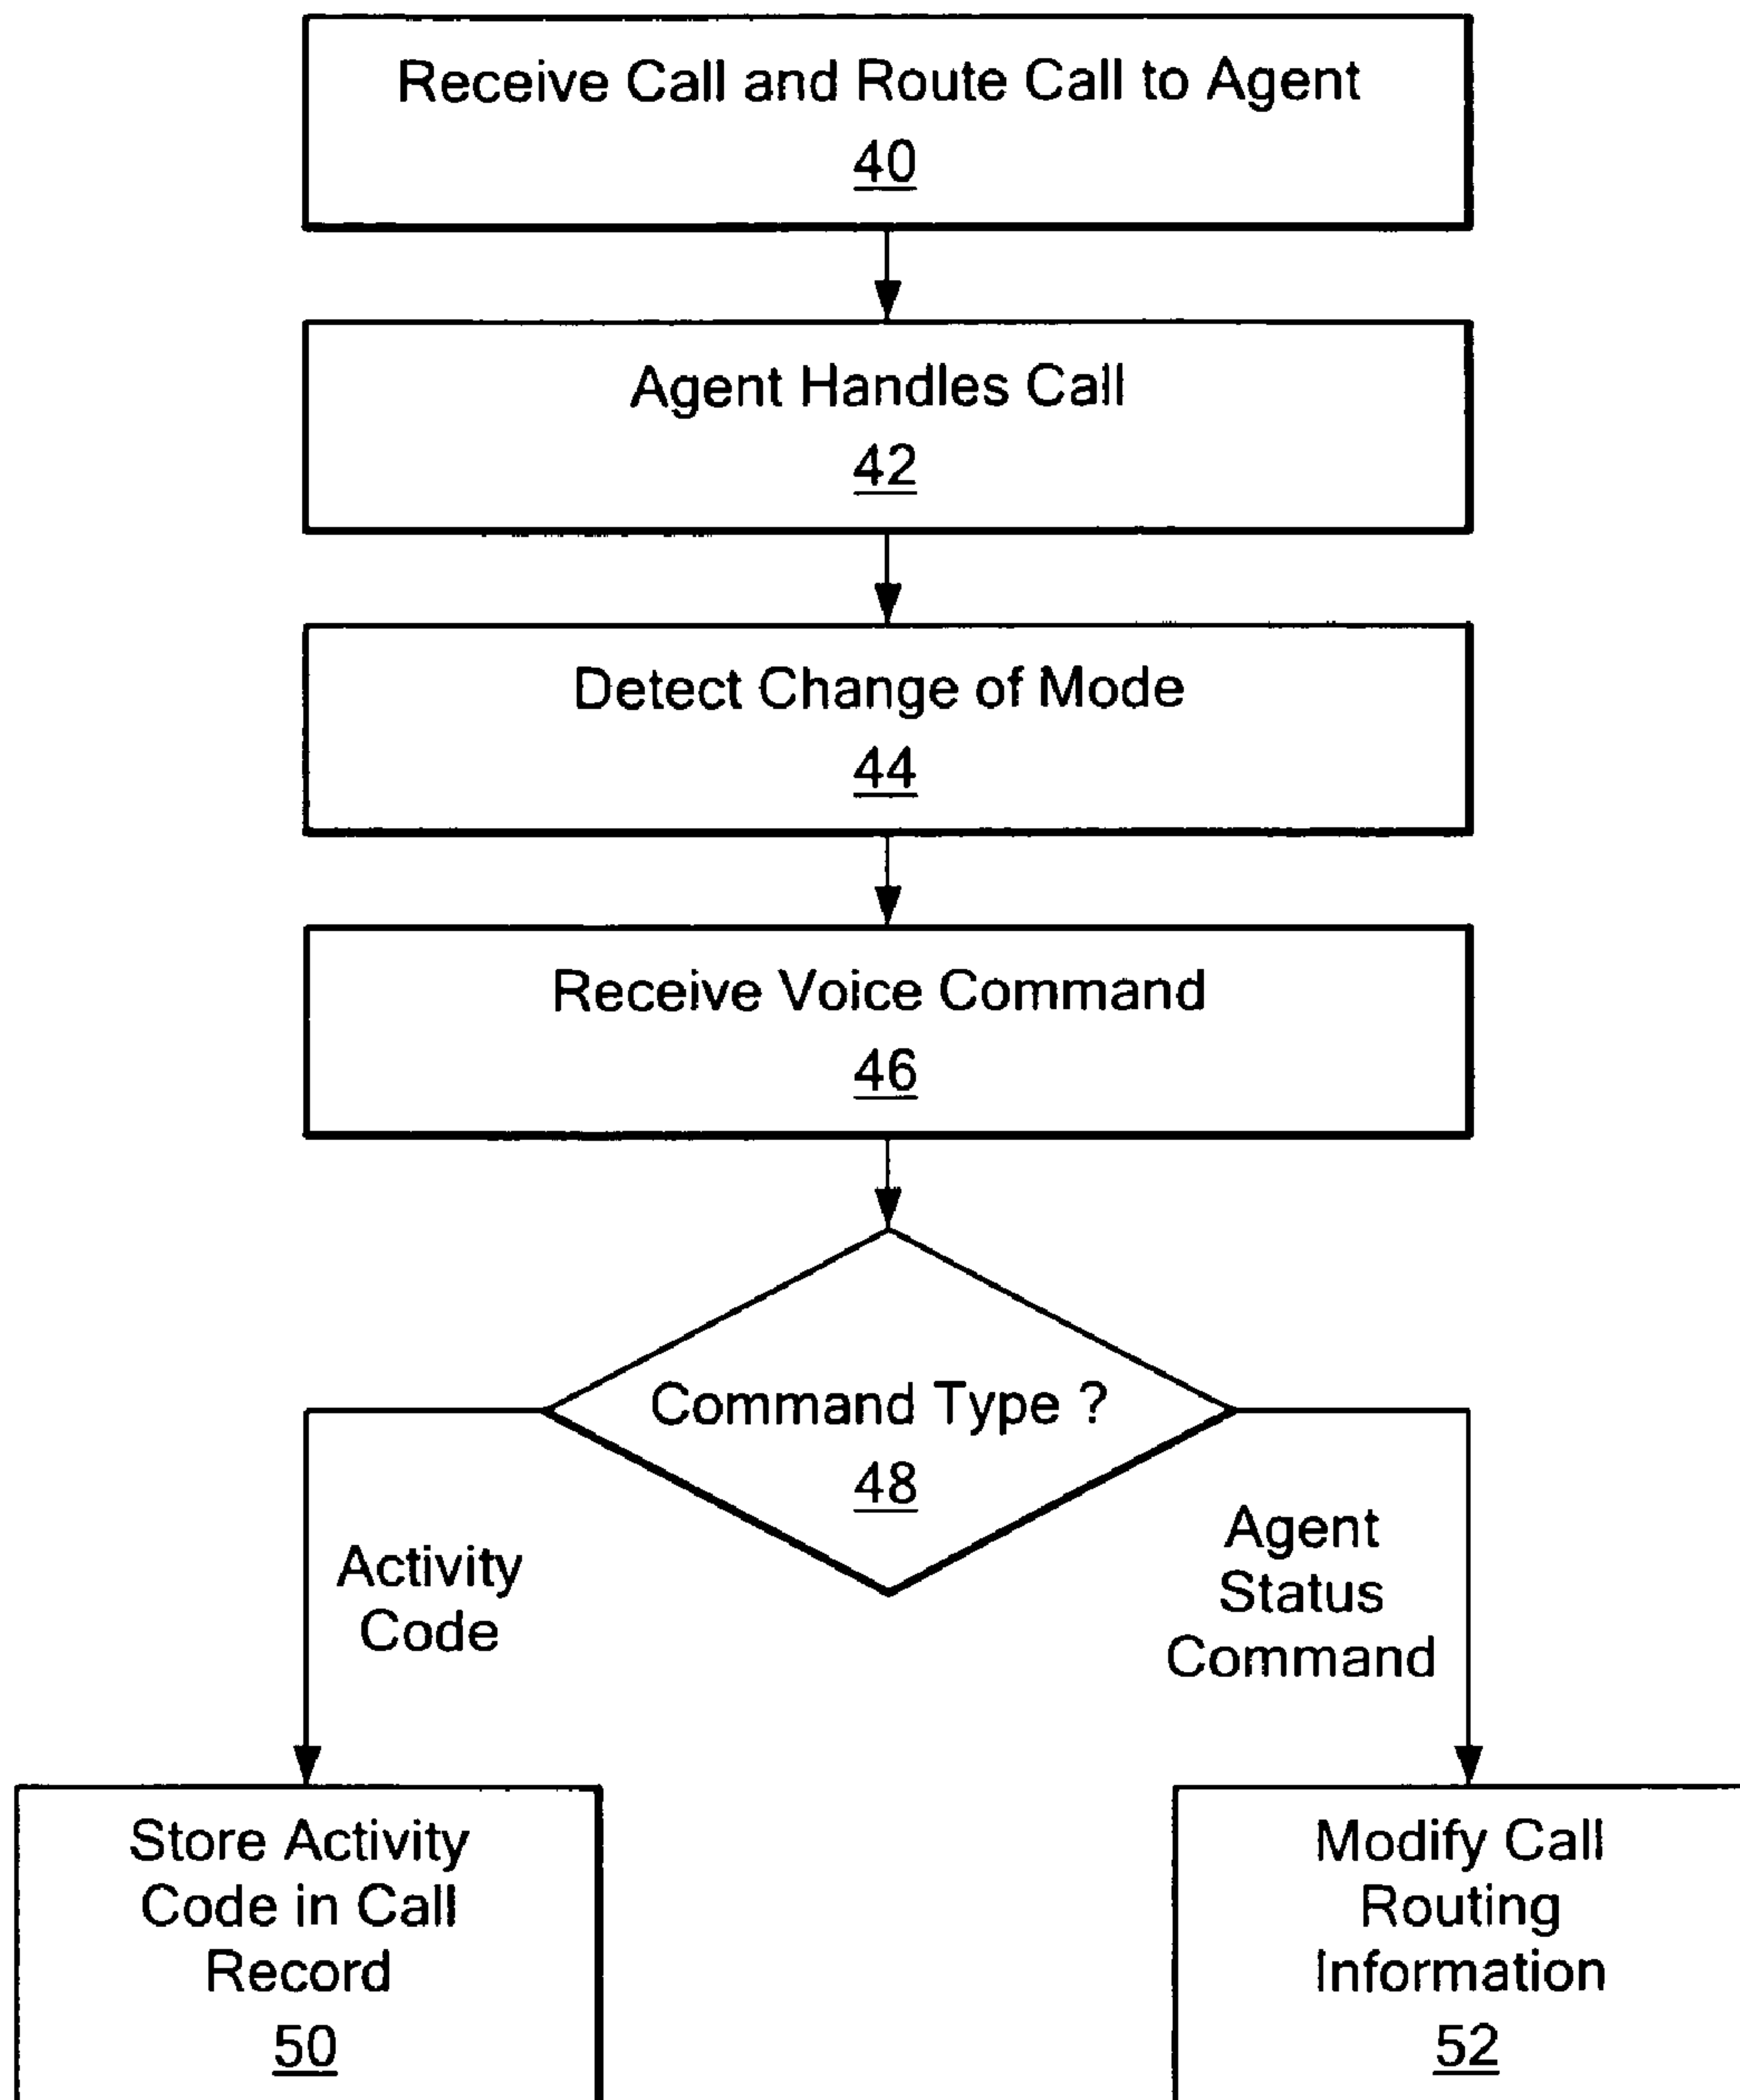 Receive Call and Route Call to Agent
40
Agent Handles Call
42
Detect Change of Mode
44
Receive Voice Command
46
Command Type ?
48
Activity
Code
Agent
Status
Command
Store Activity
Code in Call
Record
50
Modify Call
Routing
Information
52